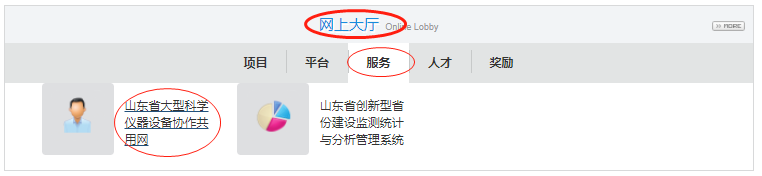 网上大厅 Online Lobby
MORE
项目 平台 服务 人才 奖励
山东省大型科学
仪器设备协作共
用网
山东省创新型省
份建设监测统计
与分析管理系统